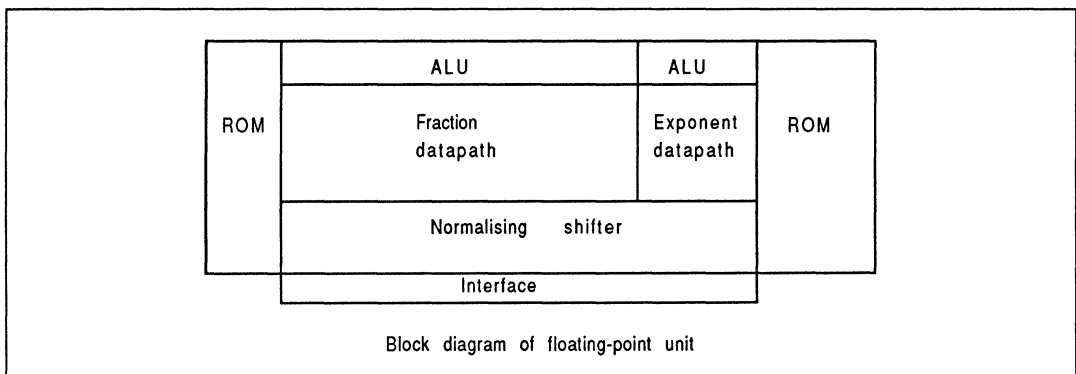 ALU
ALU
ROM
Fraction
datapath
Exponent
datapath
ROM
Normalising shifter
Interface
Block diagram of floating-point unit